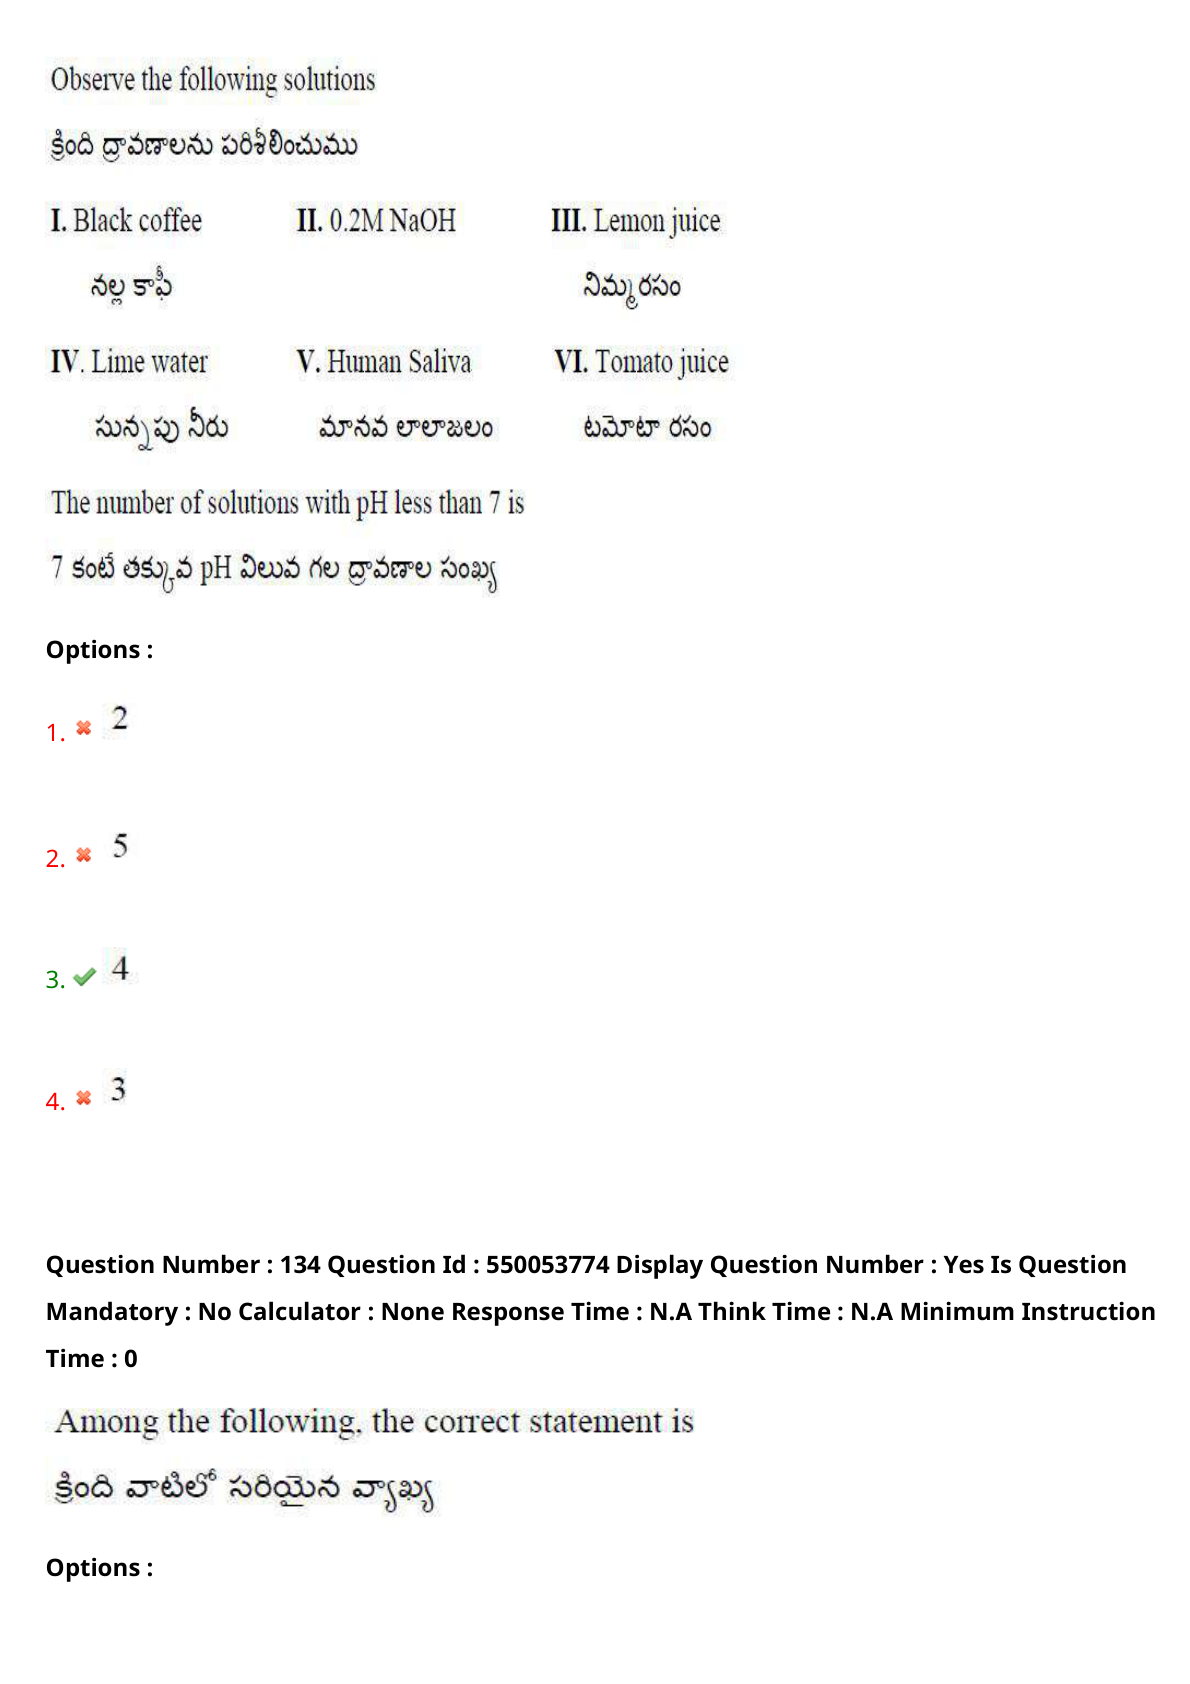 Observe the following solutions
క్రింది ద్రావణాలను పరిశీలించుము
I. Black coffee II. 0.2M NaOH III. Lemon juice
నల్ల కాఫీ నిమ్మరసం
IV. Lime water V. Human Saliva VI. Tomato juice
సున్నపు నీరు మానవ లాలాజలం టమోటా రసం
The number of solutions with pH less than 7 is
7 కంటే తక్కువ pH విలువ గల ద్రావణాల సంఖ్య
Options :
1. 2
2. 5
3. 4
4. 3
Question Number : 134 Question Id : 550053774 Display Question Number : Yes Is Question
Mandatory : No Calculator : None Response Time : N.A Think Time : N.A Minimum Instruction
Time : 0
Among the following, the correct statement is
క్రింది వాటిలో సరియైన వ్యాఖ్య
Options :